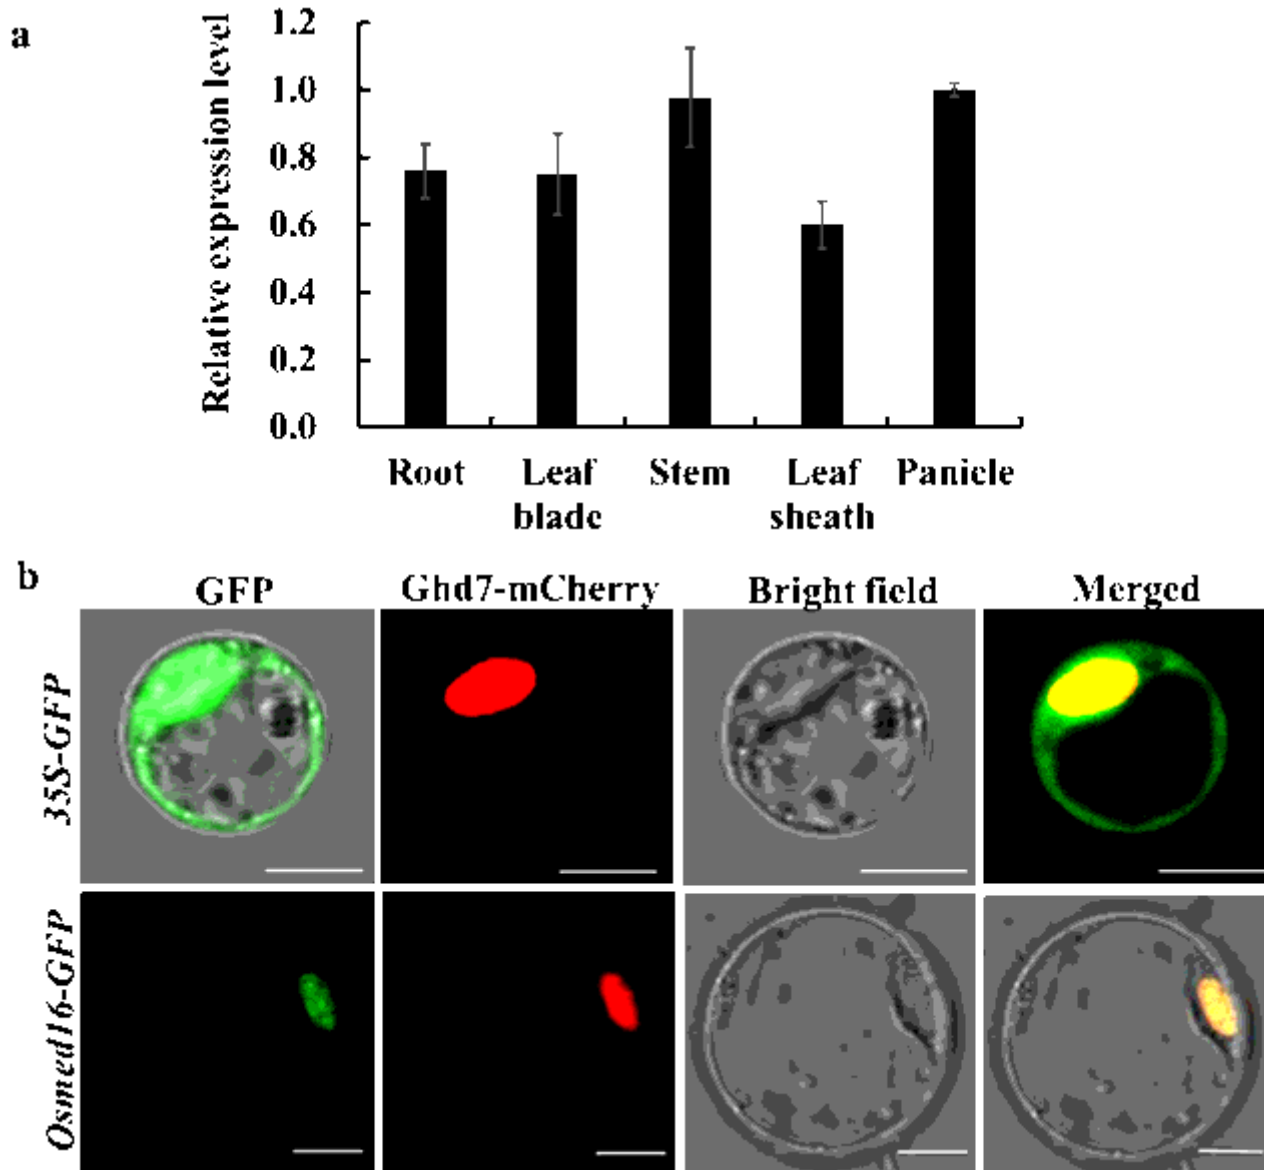 a
Relative expression level
1.2
1.0
0.8
0.6
0.4
0.2
0.0
Root Leaf Stem Leaf Panicle
blade sheath
b
GFP Ghd7-mCherry Bright field Merged
35S-GFP
Osmed16-GFP